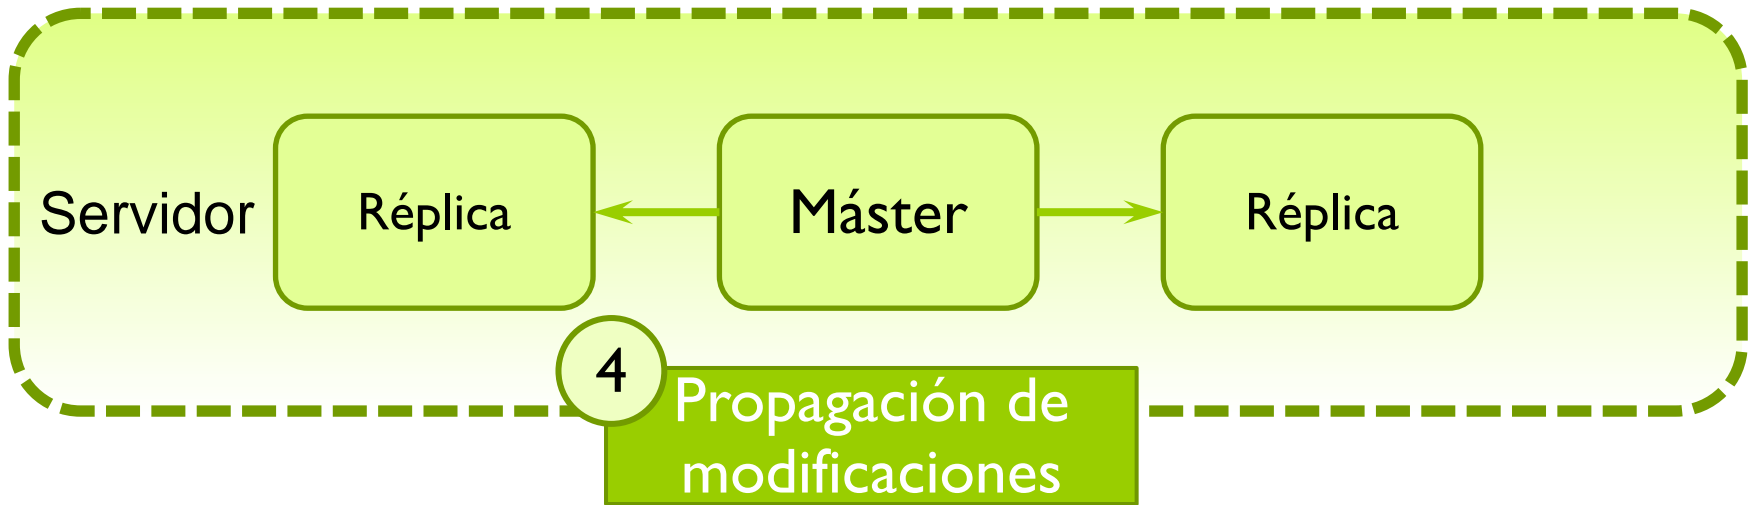 Servidor
Réplica
Máster
Réplica
4
Propagación de
modificaciones